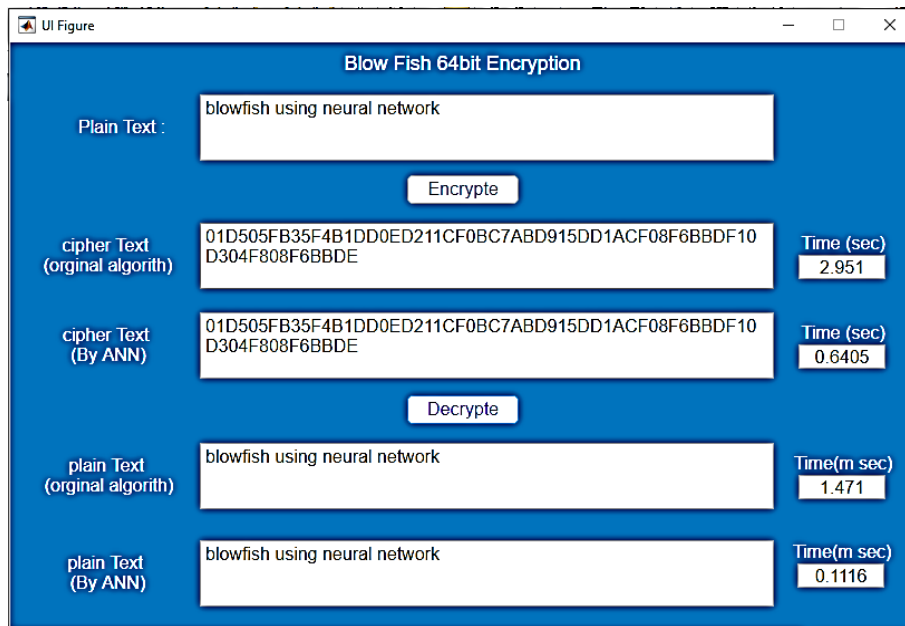 UI Figure
Blow Fish 64bit Encryption
Plain Text :
blowfish using neural network
Encrypte
cipher Text
(orginal algorith)
01D505FB35F4B1DD0ED211CF0BC7ABD915DD1ACF08F6BBDF10
D304F808F6BBDE
Time (sec)
2.951
cipher Text
(By ANN)
01D505FB35F4B1DD0ED211CF0BC7ABD915DD1ACF08F6BBDF10
D304F808F6BBDE
Time (sec)
0.6405
Decrypte
plain Text
(orginal algorith)
blowfish using neural network
Time(m sec)
1.471
plain Text
(By ANN)
blowfish using neural network
Time(m sec)
0.1116